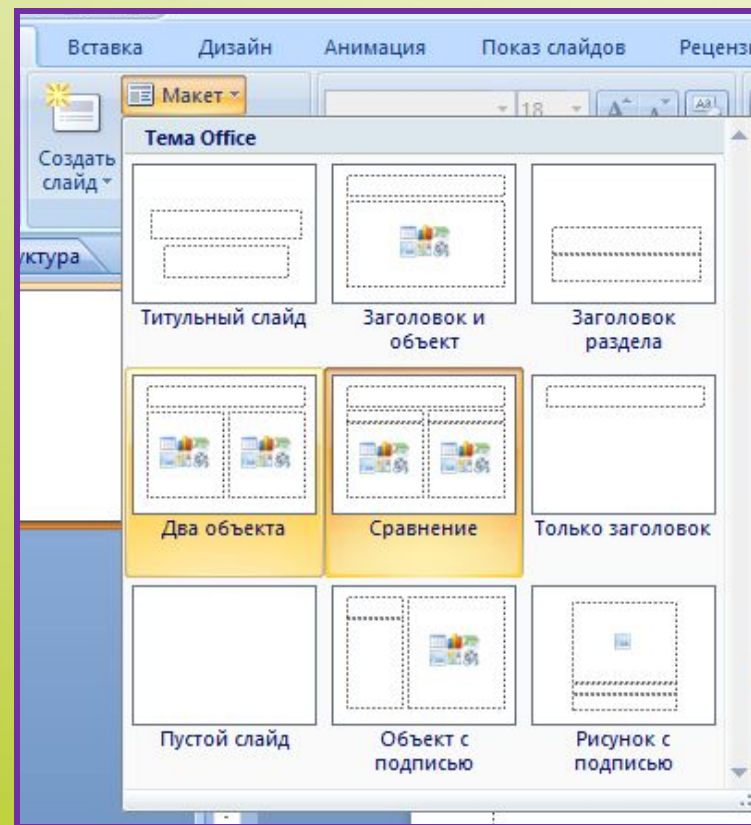 Вставка Дизайн Анимация Показ слайдов
Макет
18
Создать
слайд
Тема Office
Титульный слайд
Заголовок и
объект
Заголовок
раздела
Два объекта
Сравнение
Только заголовок
Пустой слайд
Объект с
подписью
Рисунок с
подписью